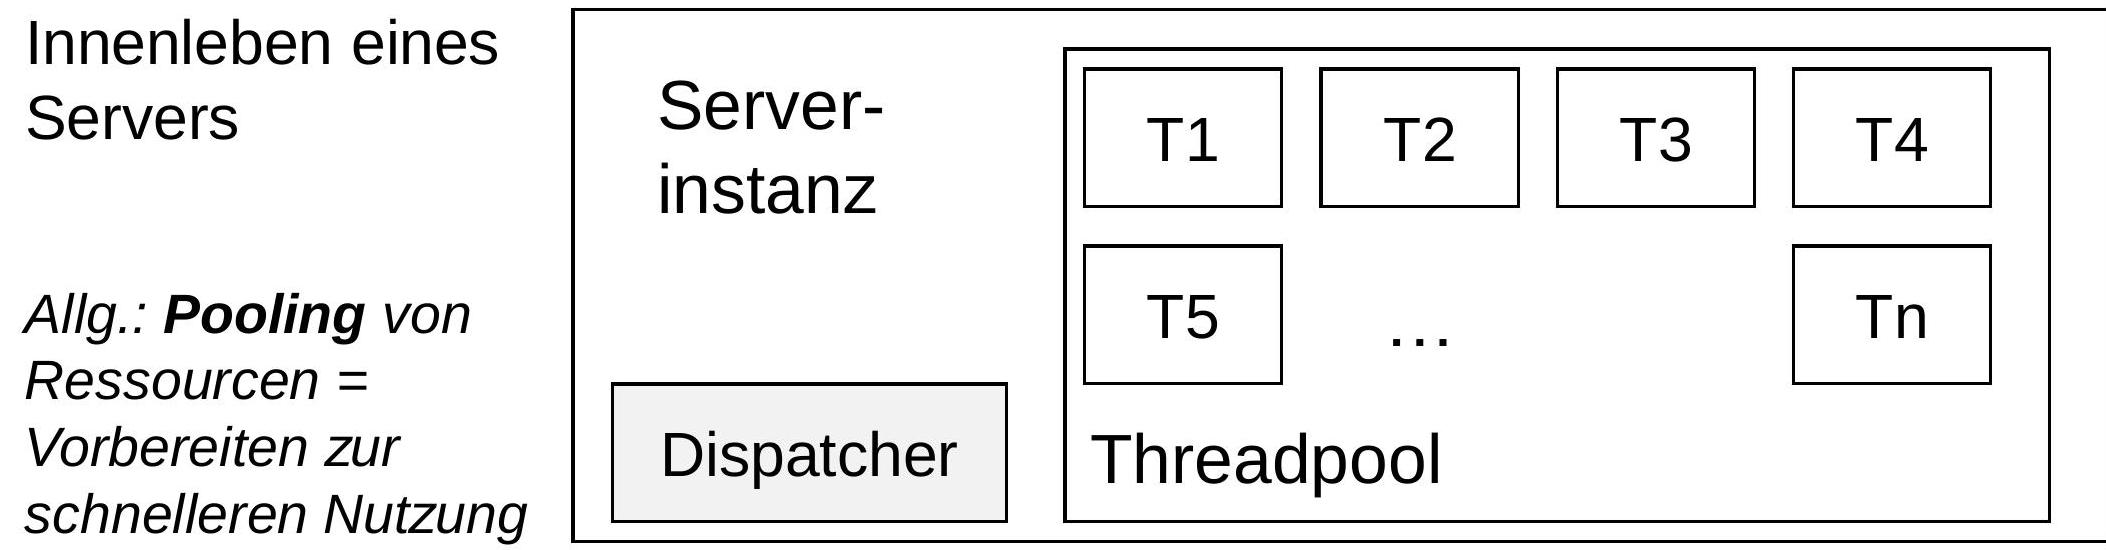 Innenleben eines
Servers
Allg.: Pooling von
Ressourcen =
Vorbereiten zur
schnelleren Nutzung
Server-
instanz
Dispatcher
T1 T2 T3 T4
T5 … Tn
Threadpool